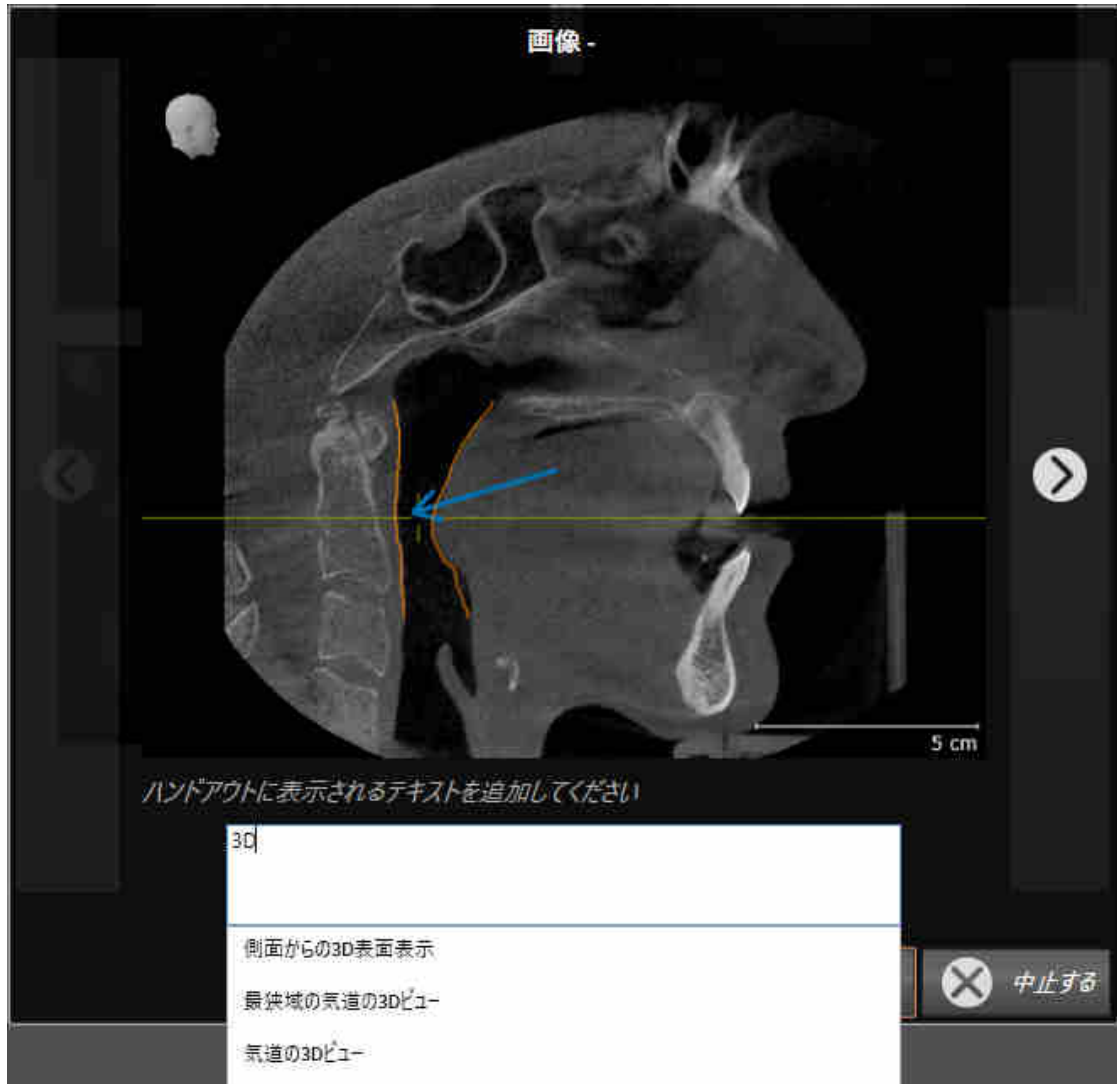 画像 -
5 cm
ハンドアウトに表示されるテキストを追加してください
3D
側面からの3D表面表示
最狭域の気道の3Dビュー
気道の3Dビュー
中止する